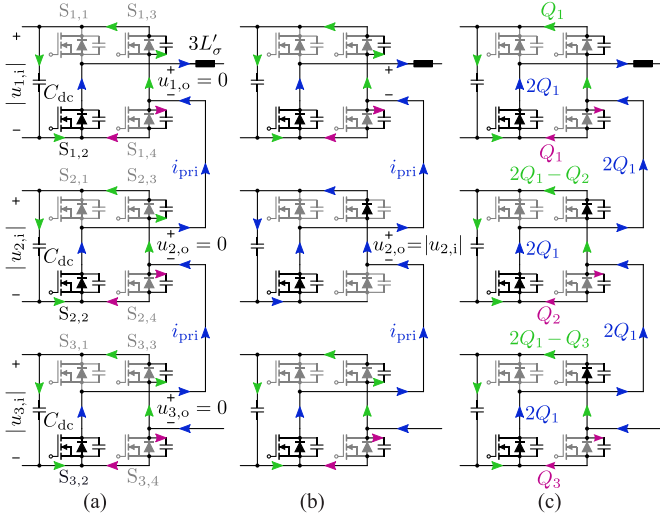 S1,1 S1,3 Q1
+ 3L′σ
|u1,i| Cdc + u1,o = 0 − + − 2Q1
− S1,2 S1,4 Q1
S2,1 S2,3 ipri ipri 2Q1 − Q2 2Q1
+
|u2,i| Cdc + u2,o = 0 − + u2,o=|u2,i| − 2Q1
− S2,2 S2,4 Q2
S3,1 S3,3 ipri ipri 2Q1 − Q3 2Q1
+
|u3,i| Cdc + u3,o = 0 − 2Q1
− S3,2 S3,4 Q3
(a) (b) (c)